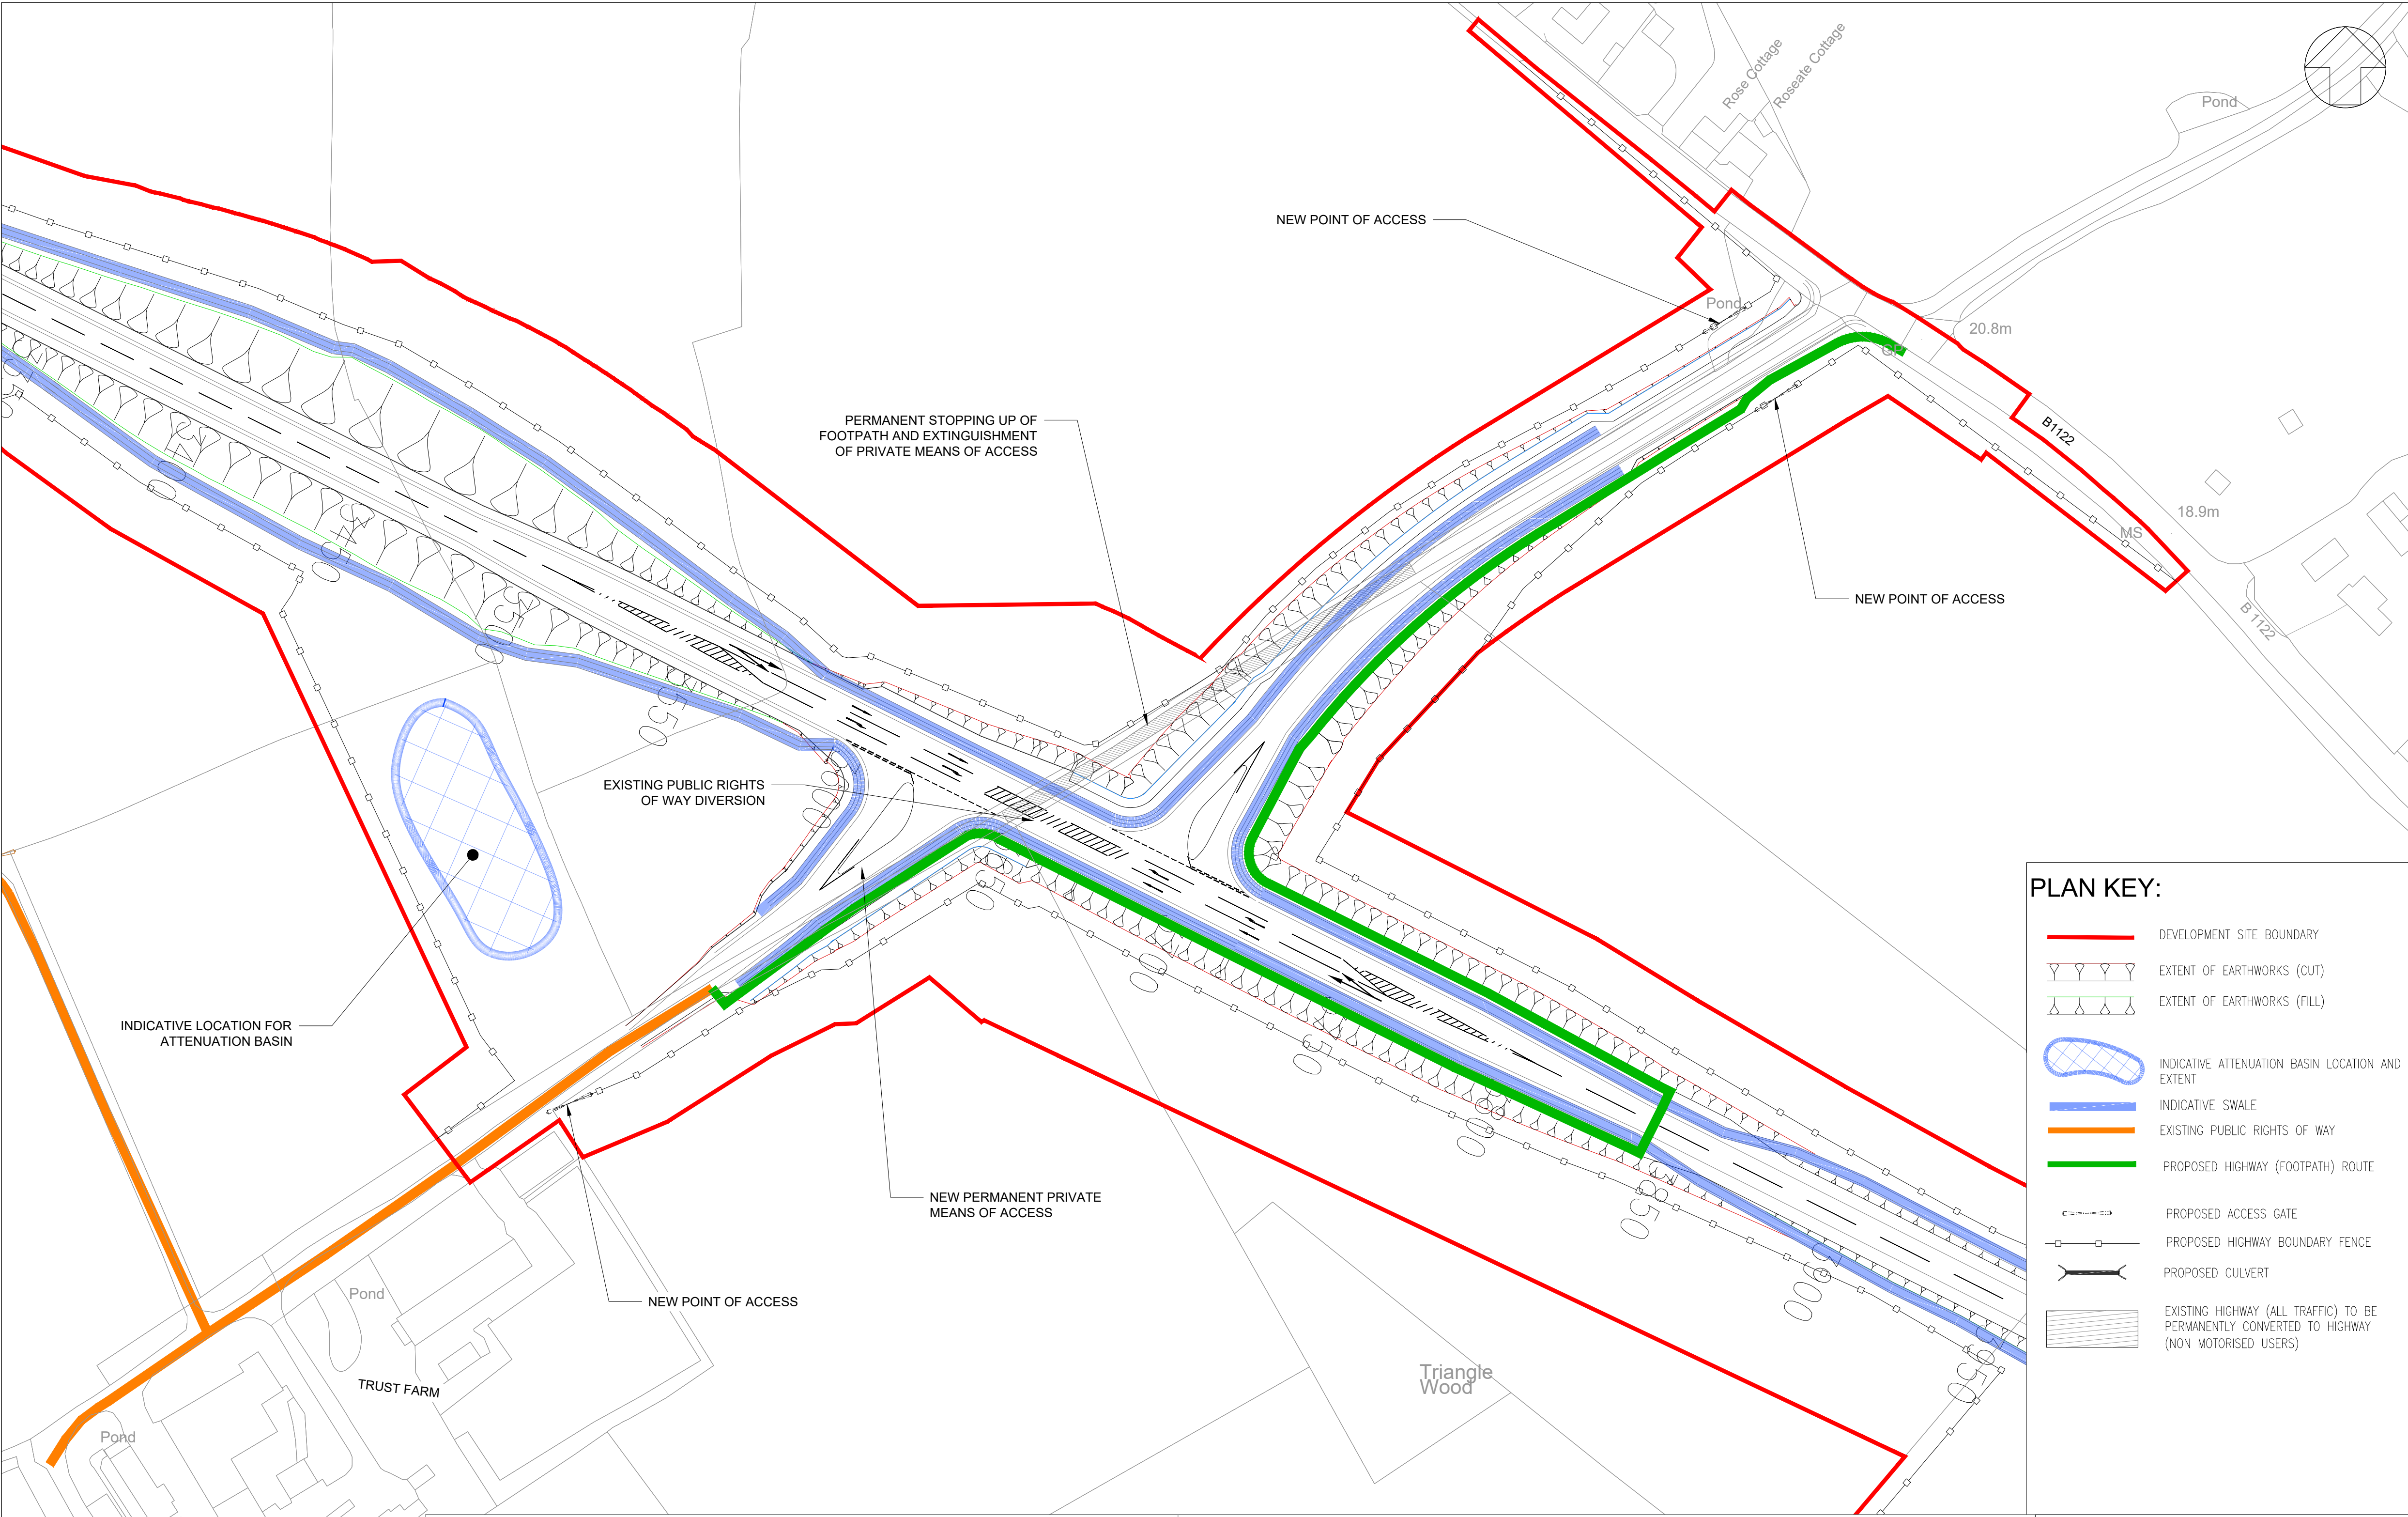 Rose Cottage
Roseate Cottage
Pond
NEW POINT OF ACCESS
Pond
20.8m
GP
B1122
PERMANENT STOPPING UP OF
FOOTPATH AND EXTINGUISHMENT
OF PRIVATE MEANS OF ACCESS
18.9m
MS
NEW POINT OF ACCESS
B 1122
EXISTING PUBLIC RIGHTS
OF WAY DIVERSION
INDICATIVE LOCATION FOR
ATTENUATION BASIN
NEW PERMANENT PRIVATE
MEANS OF ACCESS
NEW POINT OF ACCESS
Pond
TRUST FARM
Pond
Triangle
Wood
PLAN KEY:
DEVELOPMENT SITE BOUNDARY
EXTENT OF EARTHWORKS (CUT)
EXTENT OF EARTHWORKS (FILL)
INDICATIVE ATTENUATION BASIN LOCATION AND
EXTENT
INDICATIVE SWALE
EXISTING PUBLIC RIGHTS OF WAY
PROPOSED HIGHWAY (FOOTPATH) ROUTE
PROPOSED ACCESS GATE
PROPOSED HIGHWAY BOUNDARY FENCE
PROPOSED CULVERT
EXISTING HIGHWAY (ALL TRAFFIC) TO BE
PERMANENTLY CONVERTED TO HIGHWAY
(NON MOTORISED USERS)